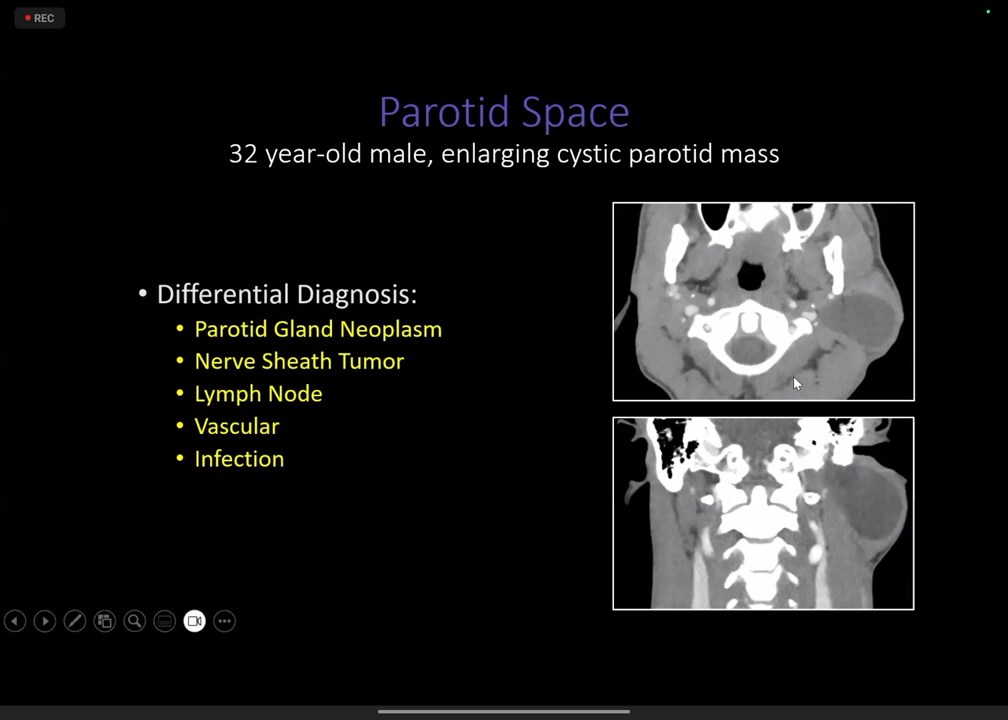 REC
Parotid Space
32 year-old male, enlarging cystic parotid mass
• Differential Diagnosis:
• Parotid Gland Neoplasm
• Nerve Sheath Tumor
• Lymph Node
• Vascular
• Infection